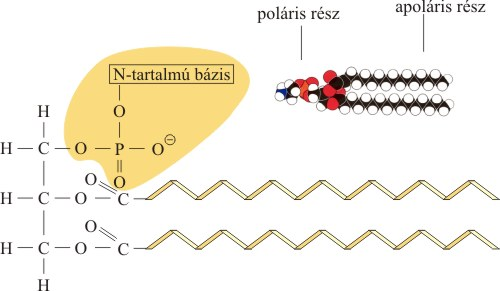 poláris rész
apoláris rész
N-tartalmú bázis
O
H
H – C – O – P – O⊖
O
O
H – C – O – C
O
H – C – O – C
H